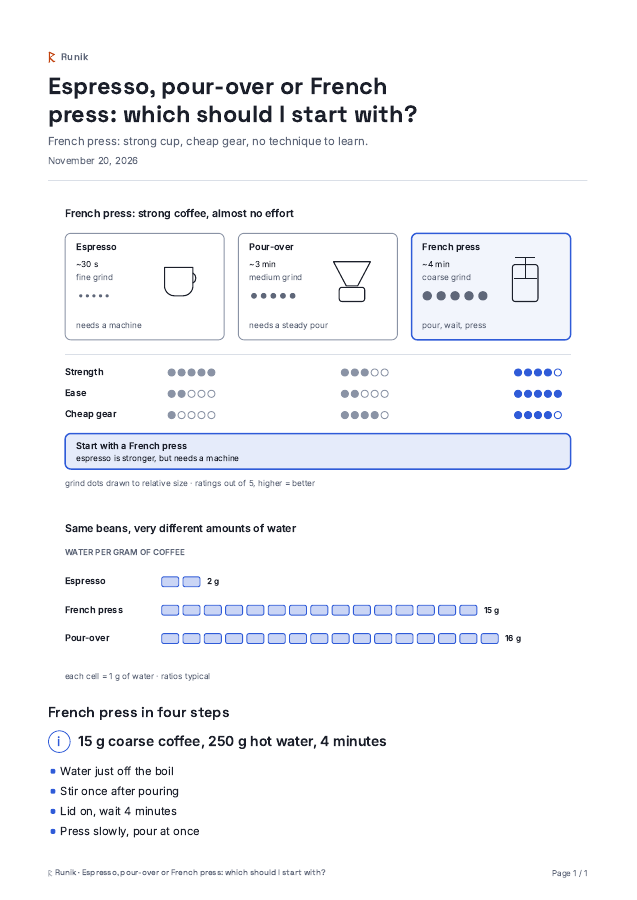 Runik
Espresso, pour-over or French
press: which should I start with?
French press: strong cup, cheap gear, no technique to learn.
November 20, 2026
French press: strong coffee, almost no effort
Espresso
~30 s
fine grind
needs a machine
Pour-over
~3 min
medium grind
needs a steady pour
French press
~4 min
coarse grind
pour, wait, press
Strength
Ease
Cheap gear
Start with a French press
espresso is stronger, but needs a machine
grind dots drawn to relative size · ratings out of 5, higher = better
Same beans, very different amounts of water
WATER PER GRAM OF COFFEE
Espresso 2 g
French press 15 g
Pour-over 16 g
each cell = 1 g of water · ratios typical
French press in four steps
i 15 g coarse coffee, 250 g hot water, 4 minutes
Water just off the boil
Stir once after pouring
Lid on, wait 4 minutes
Press slowly, pour at once
Runik · Espresso, pour-over or French press: which should I start with? Page 1 / 1